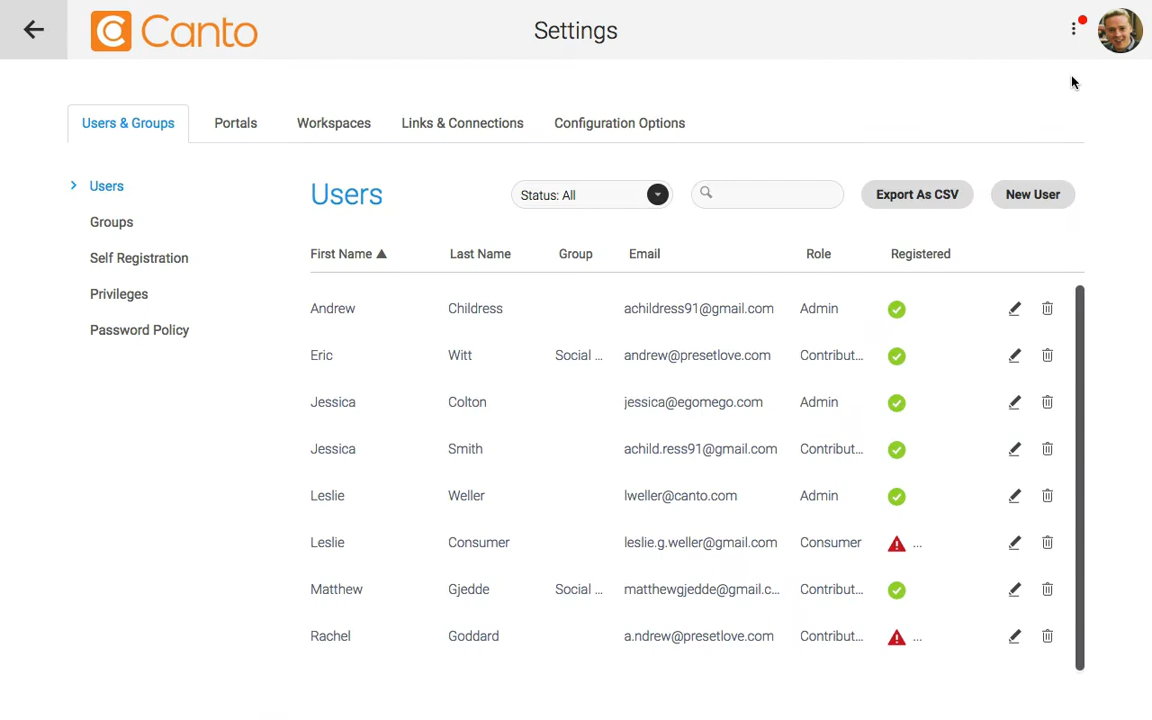 Canto
Settings
Users & Groups Portals Workspaces Links & Connections Configuration Options
Users
Groups
Self Registration
Privileges
Password Policy
Users Status: All Export As CSV New User
First Name ▲ Last Name Group Email Role Registered
Andrew Childress achildress91@gmail.com Admin
Eric Witt Social ... andrew@presetlove.com Contribut...
Jessica Colton jessica@egomego.com Admin
Jessica Smith achild.ress91@gmail.com Contribut...
Leslie Weller lweller@canto.com Admin
Leslie Consumer leslie.g.weller@gmail.com Consumer ...
Matthew Gjedde Social ... matthewgjedde@gmail.c... Contribut...
Rachel Goddard a.ndrew@presetlove.com Contribut... ...